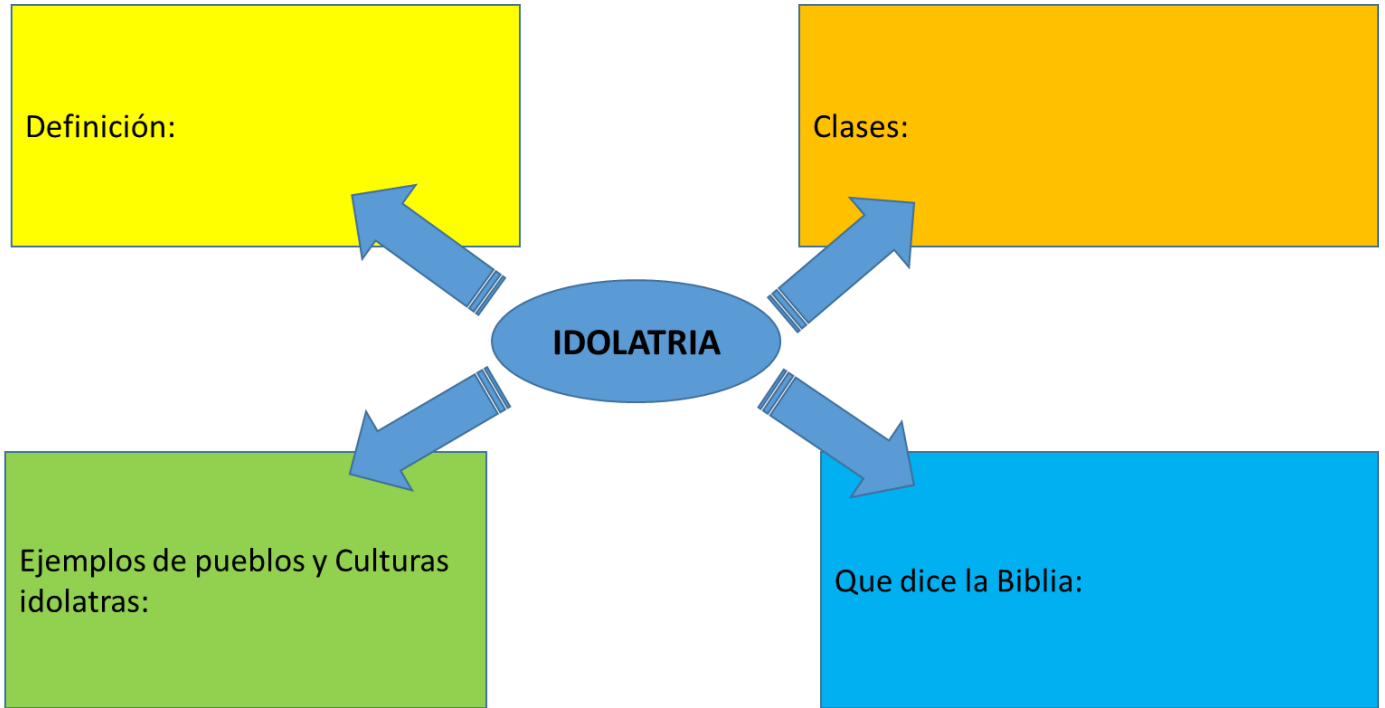 Definición:
Clases:
IDOLATRIA
Ejemplos de pueblos y Culturas
idolatras:
Que dice la Biblia: